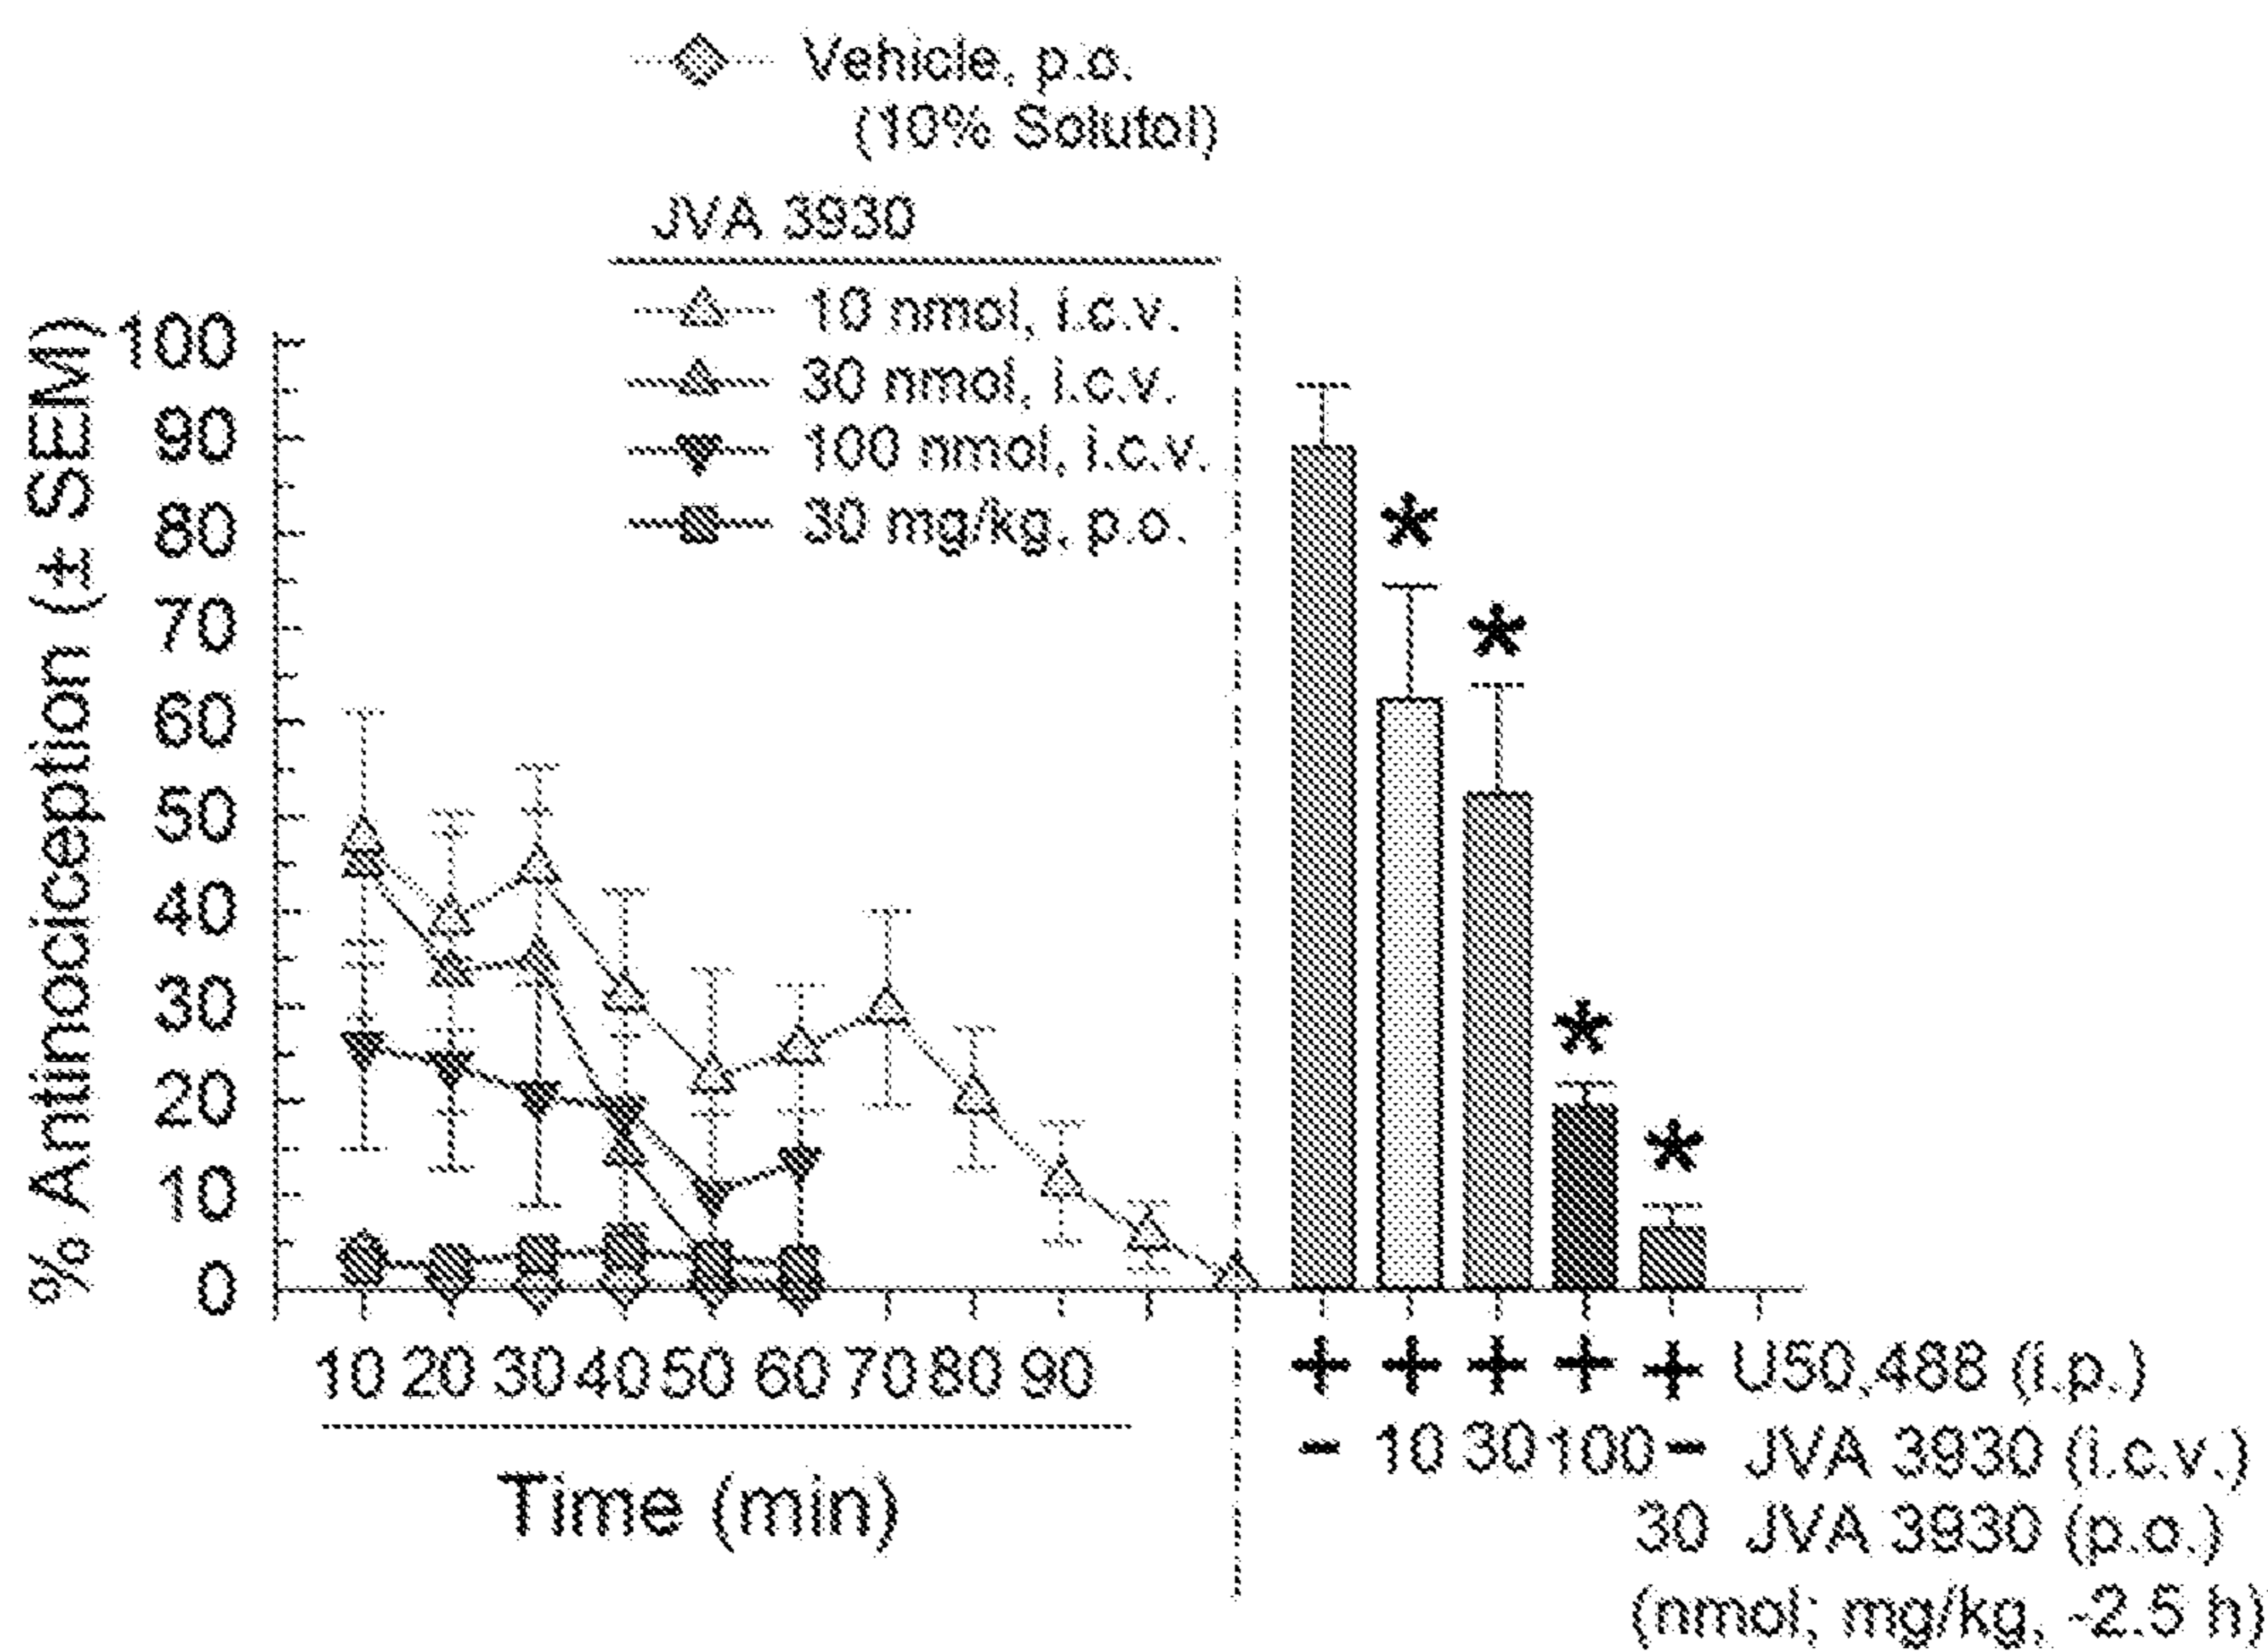 Vehicle, p.o.
(10% Solutol)
JVA 3930
10 nmol, i.c.v.
30 nmol, i.c.v.
100 nmol, i.c.v.
30 mg/kg, p.o.
% Antinociception (± SEM)
100
90
80
70
60
50
40
30
20
10
0
* * * *
10 20 30 40 50 60 70 80 90
Time (min)
+ + + + + U50,488 (i.p.)
- 10 30 100 - JVA 3930 (i.c.v.)
30 JVA 3930 (p.o.)
(nmol; mg/kg, -2.5 h)